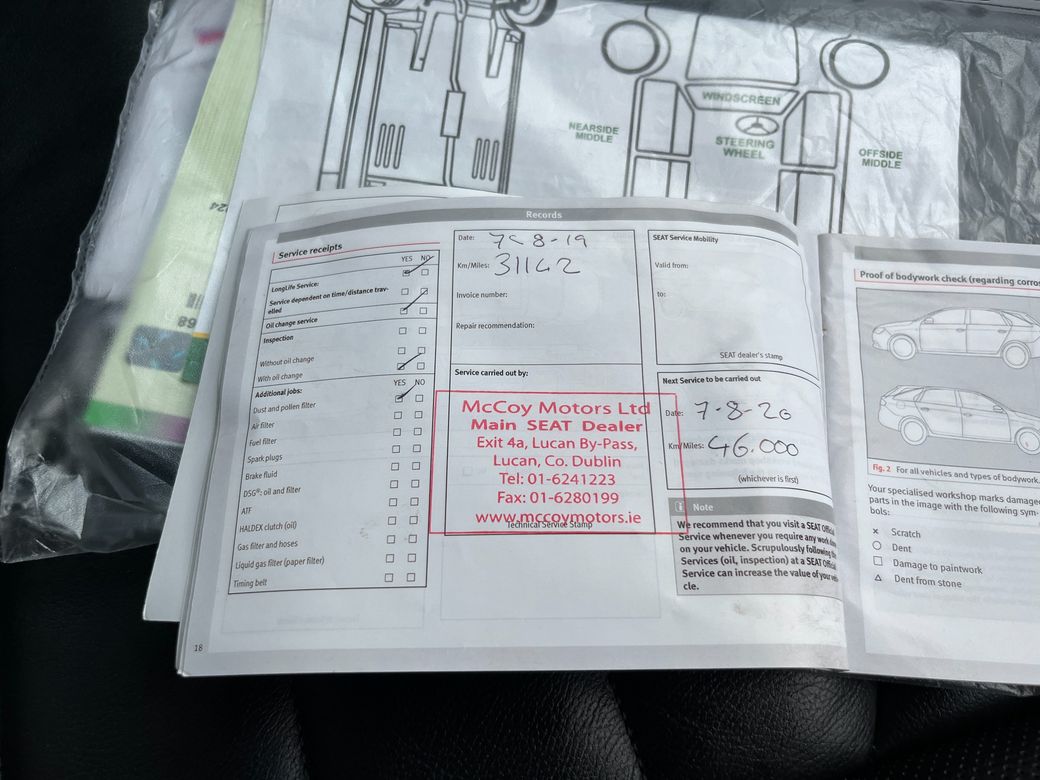 WINDSCREEN
NEARSIDE
MIDDLE
STEERING
WHEEL
OFFSIDE
MIDDLE
Records
Service receipts
YES NO
LongLife Service:
Service dependent on time/distance trav-
elled
Oil change service
Inspection
Without oil change
With oil change
Additional jobs:
YES NO
Dust and pollen filter
Air filter
Fuel filter
Spark plugs
Brake fluid
DSG®: oil and filter
ATF
HALDEX clutch (oil)
Gas filter and hoses
Liquid gas filter (paper filter)
Timing belt
18
Date:
Km/Miles: 31142
Invoice number:
Repair recommendation:
Service carried out by:
McCoy Motors Ltd
Main SEAT Dealer
Exit 4a, Lucan By-Pass,
Lucan, Co. Dublin
Tel: 01-6241223
Fax: 01-6280199
www.mccoymotors.ie
Technical Service Stamp
SEAT Service Mobility
Valid from:
to:
SEAT dealer's stamp
Next Service to be carried out
Date: 7-8-20
Km/Miles: 46.000
(whichever is first)
Note
We recommend that you visit a SEAT Official
Service whenever you require any work
on your vehicle. Scrupulously following the
Services (oil, inspection) at a SEAT Official
Service can increase the value of your vehi-
cle.
Proof of bodywork check (regarding
Fig. 2 For all vehicles and types of bodywork.
Your specialised workshop marks damaged
parts in the image with the following sym-
bols:
× Scratch
○ Dent
□ Damage to paintwork
△ Dent from stone